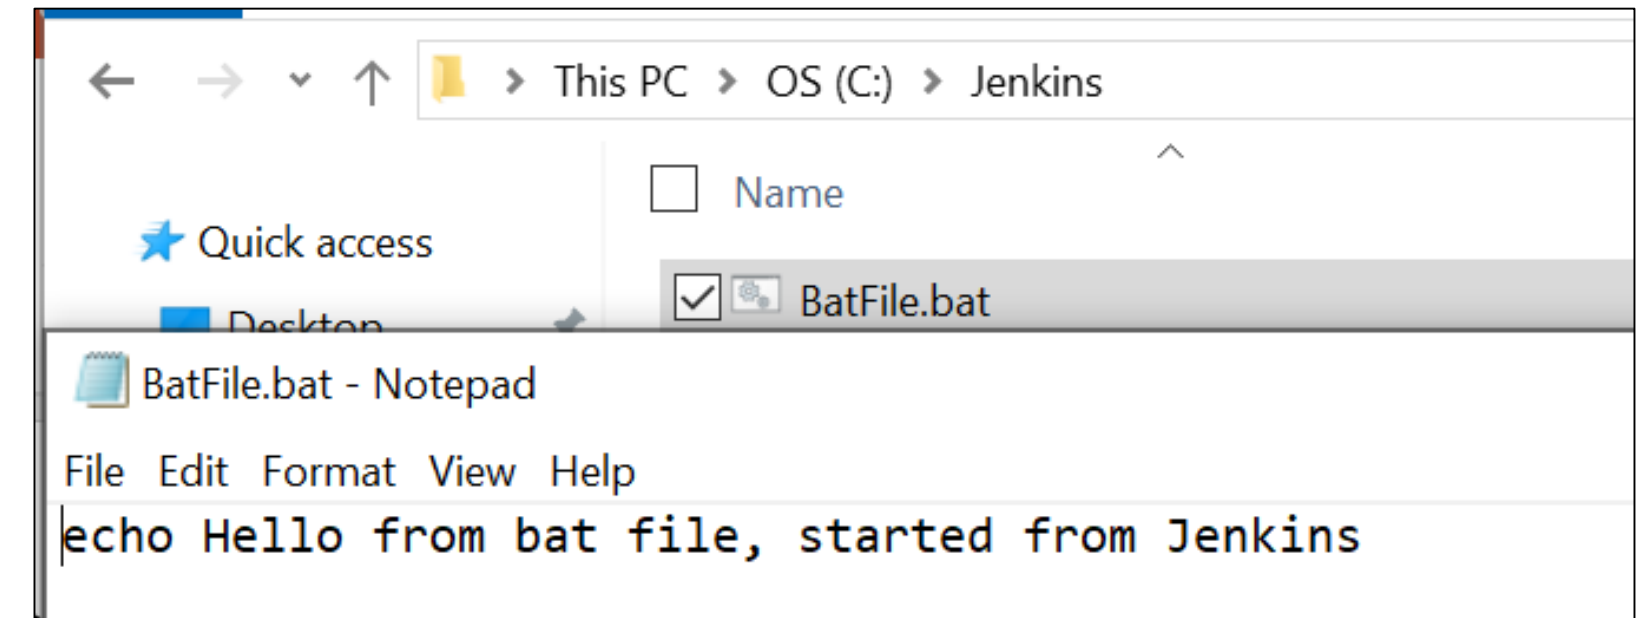 This PC > OS (C:) > Jenkins
Name
Quick access
BatFile.bat
Desktop
BatFile.bat - Notepad
File Edit Format View Help
echo Hello from bat file, started from Jenkins